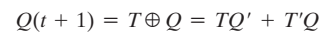 Q(t + 1) = T ⊕ Q = TQ′ + T′Q